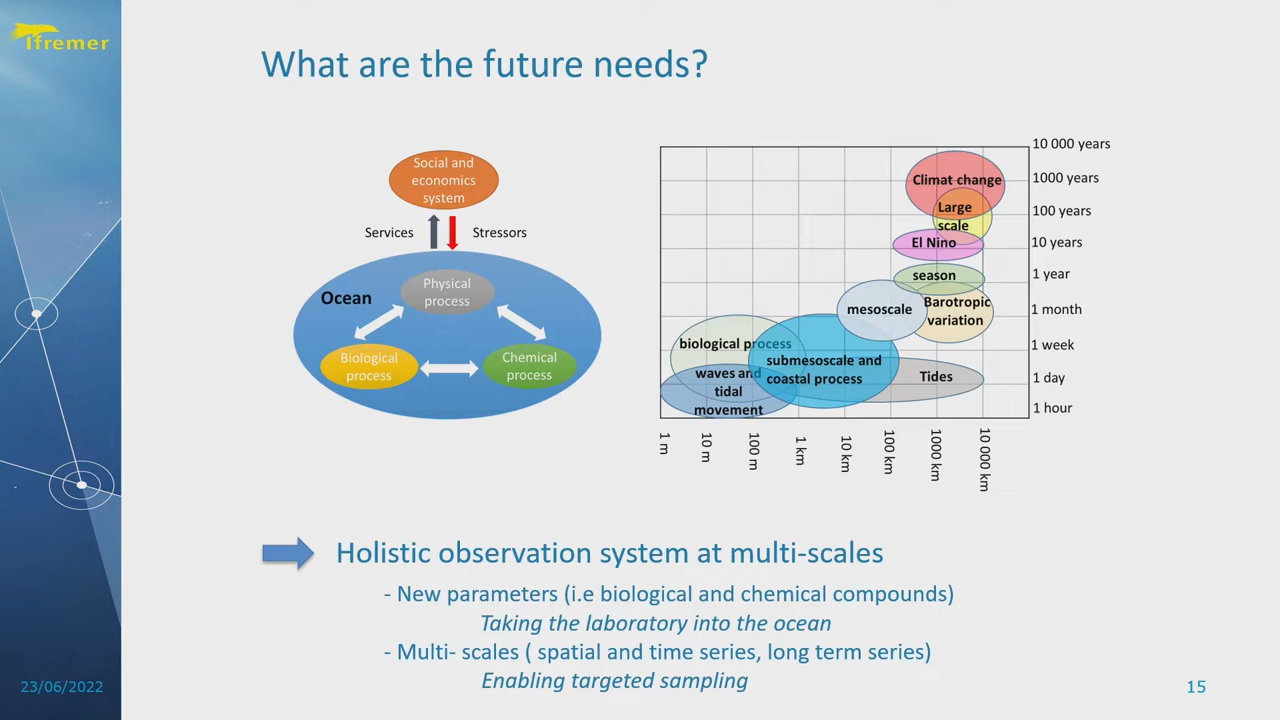 Ifremer
What are the future needs?
Social and
economics
system
Services
Stressors
Ocean
Physical
process
Biological
process
Chemical
process
10 000 years
1000 years
100 years
10 years
1 year
1 month
1 week
1 day
1 hour
Climat change
Large
scale
El Nino
season
mesoscale
Barotropic
variation
biological process
submesoscale and
coastal process
waves and
tidal
movement
Tides
1 m
10 m
100 m
1 km
10 km
100 km
1000 km
10 000 km
Holistic observation system at multi-scales
- New parameters (i.e biological and chemical compounds)
Taking the laboratory into the ocean
- Multi- scales ( spatial and time series, long term series)
Enabling targeted sampling
23/06/2022
15